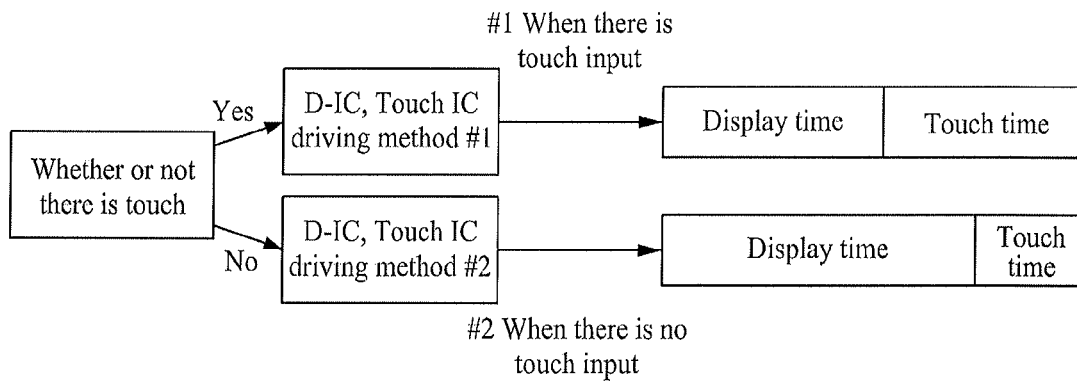 #1 When there is
touch input
Yes
D-IC, Touch IC
driving method #1
Display time
Touch time
Whether or not
there is touch
No
D-IC, Touch IC
driving method #2
Display time
Touch
time
#2 When there is no
touch input